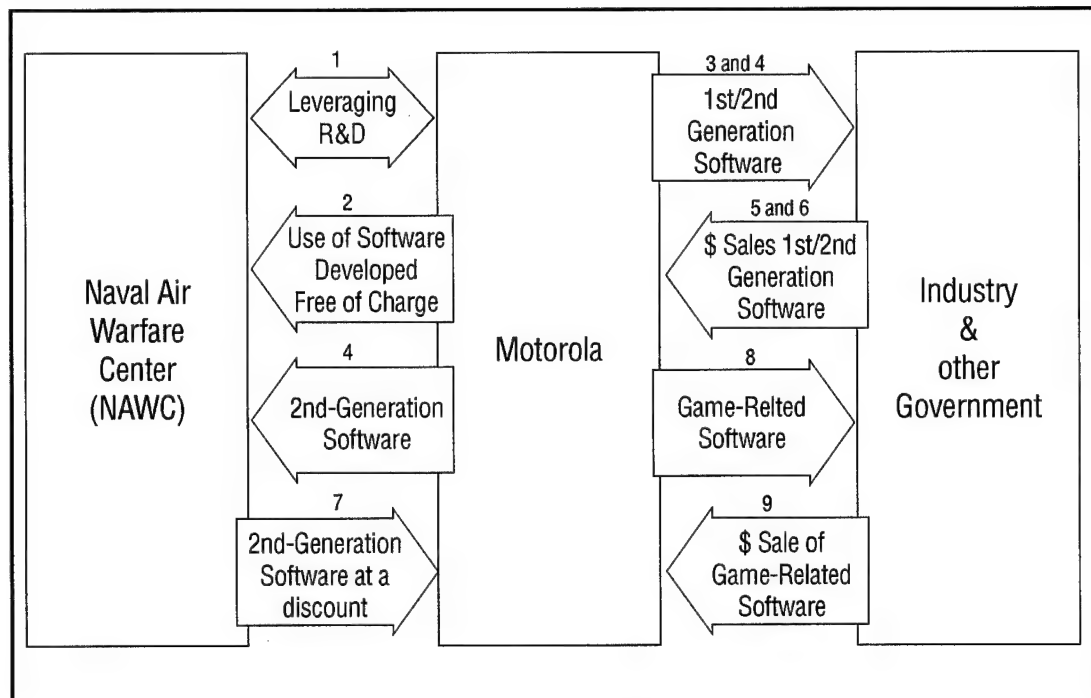 Naval Air
Warfare
Center
(NAWC)
1
Leveraging
R&D
2
Use of Software
Developed
Free of Charge
4
2nd-Generation
Software
7
2nd-Generation
Software at a
discount
Motorola
3 and 4
1st/2nd
Generation
Software
5 and 6
$ Sales 1st/2nd
Generation
Software
8
Game-Relted
Software
9
$ Sale of
Game-Related
Software
Industry
&
other
Government